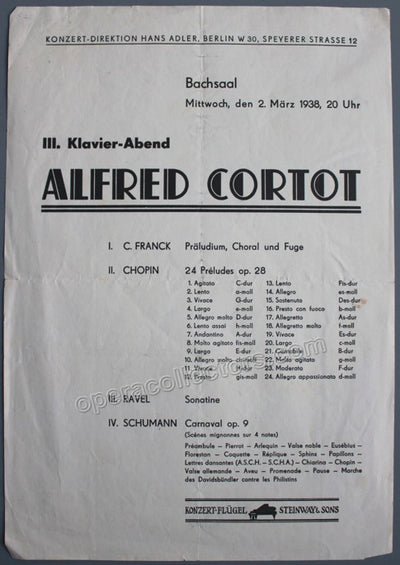 KONZERT-DIREKTION HANS ADLER, BERLIN W 30, SPEYERER STRASSE 12
Bachsaal
Mittwoch, den 2. März 1938, 20 Uhr
III. Klavier-Abend
ALFRED CORTOT
I. C. FRANCK Präludium, Choral und Fuge
II. CHOPIN 24 Préludes op. 28
1. Agitato C-dur 13. Lento Fis-dur
2. Lento a-moll 14. Allegro es-moll
3. Vivace G-dur 15. Sostenuto Des-dur
4. Largo e-moll 16. Presto con fuoco b-moll
5. Allegro molto D-dur 17. Allegretto As-dur
6. Lento assai h-moll 18. Allegretto molto f-moll
7. Andantino A-dur 19. Vivace Es-dur
8. Molto agitato fis-moll 20. Largo c-moll
9. Largo E-dur 21. Cantabile B-dur
10. Allegro molto cis-moll 22. Molto agitato g-moll
11. Vivace H-dur 23. Moderato F-dur
12. Presto gis-moll 24. Allegro appassionato d-moll
operacollectors.com
III. RAVEL Sonatine
IV. SCHUMANN Carnaval op. 9
(Scènes mignonnes sur 4 notes)
Préambule — Pierrot — Arlequin — Valse noble — Eusébius —
Florestan — Coquette — Réplique — Sphinx — Papillons —
Lettres dansantes (A.S.C.H. — S.C.H.A.) — Chiarina — Chopin —
Valse allemande — Aveu — Promenade — Pause — Marche
des Davidsbündler contre les Philistins
KONZERT-FLÜGEL STEINWAY & SONS